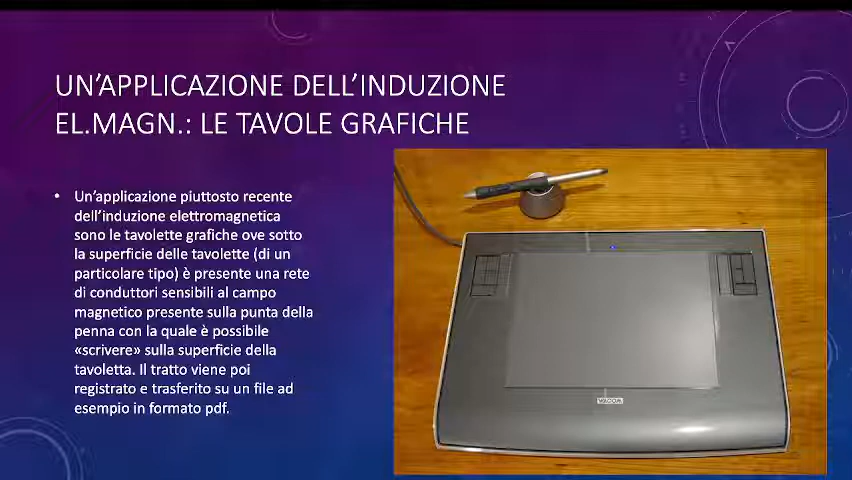 UN’APPLICAZIONE DELL’INDUZIONE
EL.MAGN.: LE TAVOLE GRAFICHE
• Un’applicazione piuttosto recente
dell’induzione elettromagnetica
sono le tavolette grafiche ove sotto
la superficie delle tavolette (di un
particolare tipo) è presente una rete
di conduttori sensibili al campo
magnetico presente sulla punta della
penna con la quale è possibile
«scrivere» sulla superficie della
tavoletta. Il tratto viene poi
registrato e trasferito su un file ad
esempio in formato pdf.
WACOM